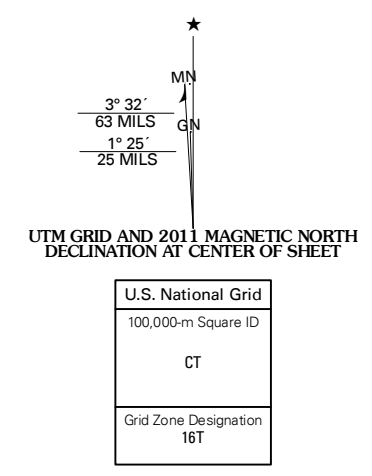 ★
MN
3° 32´
63 MILS
GN
1° 25´
25 MILS
UTM GRID AND 2011 MAGNETIC NORTH
DECLINATION AT CENTER OF SHEET
U.S. National Grid
100,000-m Square ID
CT
Grid Zone Designation
16T